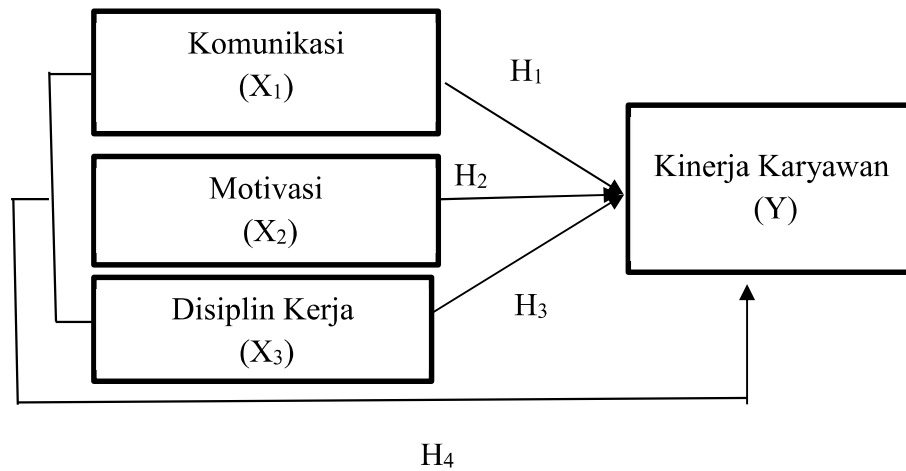 Komunikasi
(X₁)
H₁
Motivasi
(X₂)
H₂
Kinerja Karyawan
(Y)
Disiplin Kerja
(X₃)
H₃
H₄